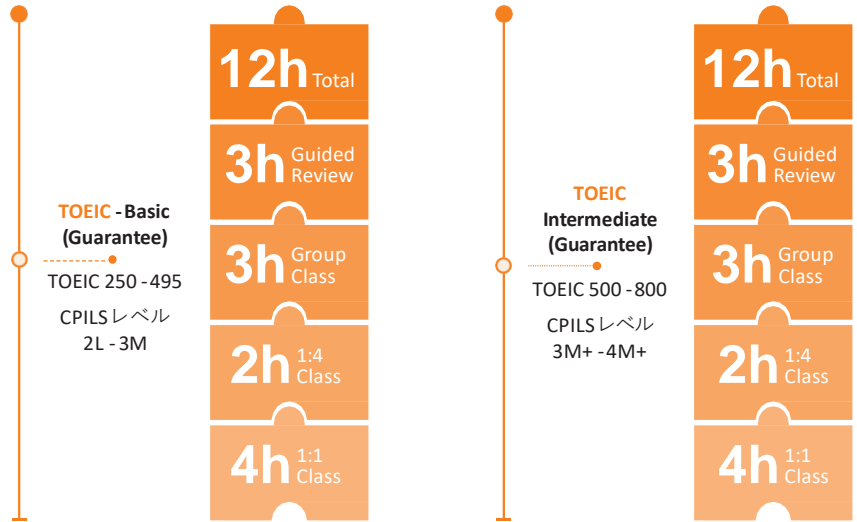 TOEIC - Basic
(Guarantee)
TOEIC 250 - 495
CPILS レベル
2L - 3M
12h Total
3h Guided
Review
3h Group
Class
2h 1:4
Class
4h 1:1
Class
TOEIC
Intermediate
(Guarantee)
TOEIC 500 - 800
CPILS レベル
3M+ - 4M+
12h Total
3h Guided
Review
3h Group
Class
2h 1:4
Class
4h 1:1
Class